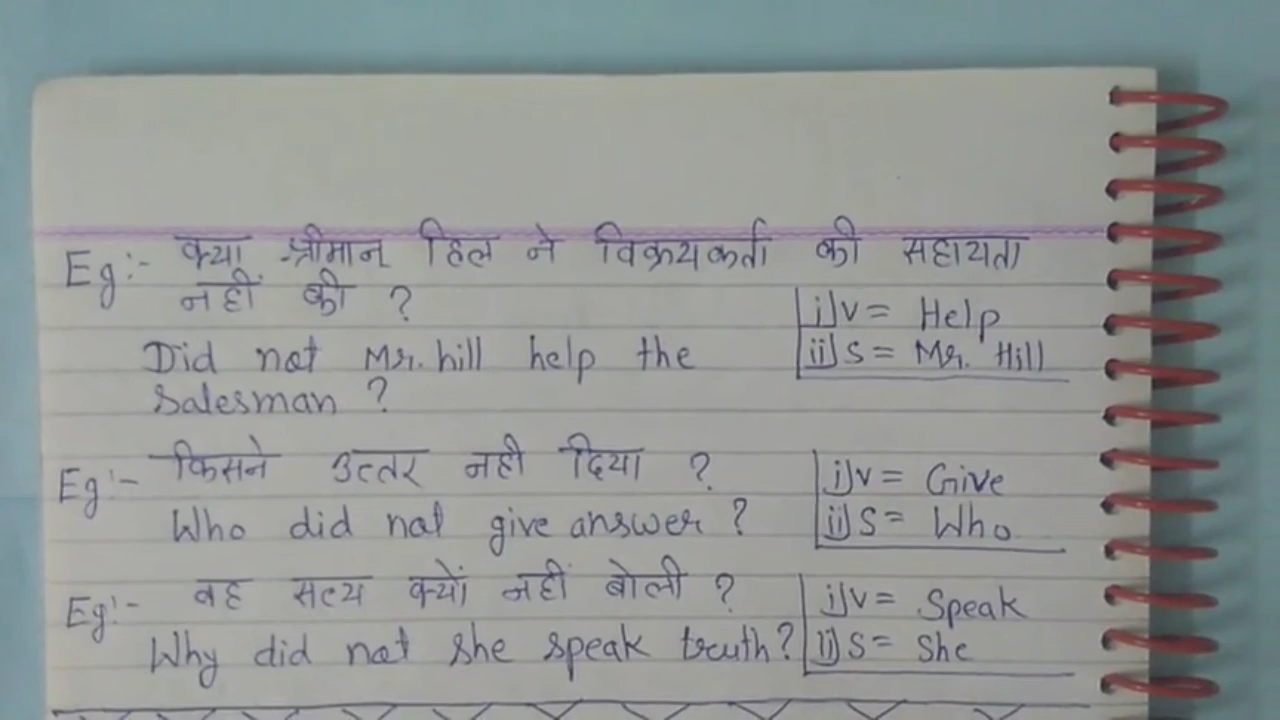 Eg:- क्या श्रीमान् हिल ने विक्रयकर्ता की सहायता
नहीं की ?
i) V = Help
Did not Mr. hill help the
ii) S = Mr. Hill
Salesman ?
Eg:- किसने उत्तर नही दिया ?
i) V = Give
Who did not give answer ?
ii) S = Who
Eg:- वह सत्य क्यों नहीं बोली ?
i) V = Speak
Why did not she speak truth ?
ii) S = She